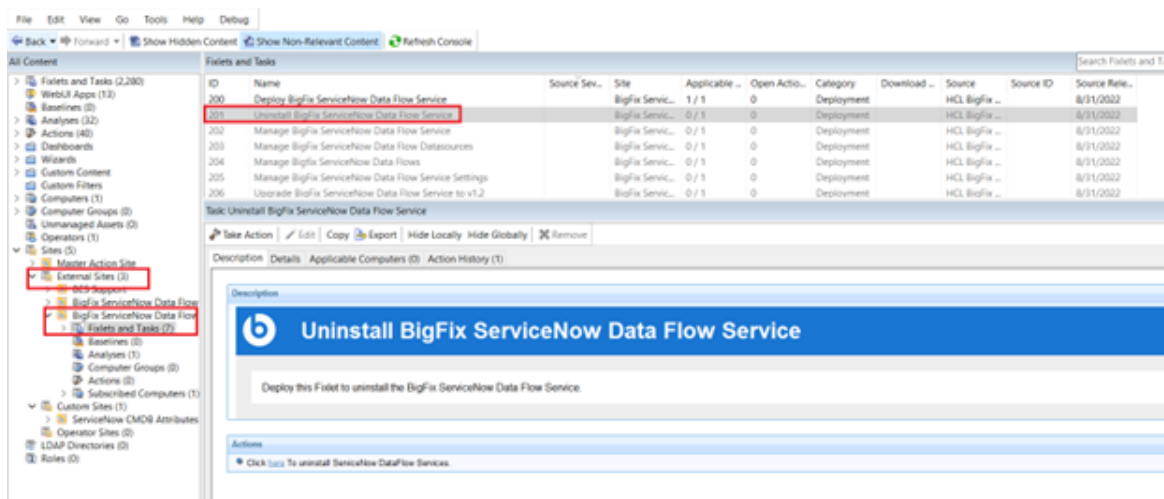 File Edit View Go Tools Help Debug
Back Forward Show Hidden Content Show Non-Relevant Content Refresh Console
All Content
Fixlets and Tasks (2,280)
WebUI Apps (13)
Baselines (0)
Analyses (32)
Actions (40)
Dashboards
Wizards
Custom Content
Custom Filters
Computers (1)
Computer Groups (0)
Unmanaged Assets (0)
Operators (1)
Sites (5)
Master Action Site
External Sites (3)
BES Support
BigFix ServiceNow Data Flow
BigFix ServiceNow Data Flow
Fixlets and Tasks (7)
Baselines (0)
Analyses (1)
Computer Groups (0)
Actions (0)
Subscribed Computers (1)
Custom Sites (1)
ServiceNow CMDB Attributes
Operator Sites (0)
LDAP Directories (0)
Roles (0)
Fixlets and Tasks Search Fixlets and T
ID Name Source Sev... Site Applicable ... Open Actio... Category Download ... Source Source ID Source Rele...
200 Deploy BigFix ServiceNow Data Flow Service BigFix Servic... 1 / 1 0 Deployment HCL BigFix ... 8/31/2022
201 Uninstall BigFix ServiceNow Data Flow Service BigFix Servic... 0 / 1 0 Deployment HCL BigFix ... 8/31/2022
202 Manage BigFix ServiceNow Data Flow Service BigFix Servic... 0 / 1 0 Deployment HCL BigFix ... 8/31/2022
203 Manage BigFix ServiceNow Data Flow Datasources BigFix Servic... 0 / 1 0 Deployment HCL BigFix ... 8/31/2022
204 Manage BigFix ServiceNow Data Flows BigFix Servic... 0 / 1 0 Deployment HCL BigFix ... 8/31/2022
205 Manage BigFix ServiceNow Data Flow Service Settings BigFix Servic... 0 / 1 0 Deployment HCL BigFix ... 8/31/2022
206 Upgrade BigFix ServiceNow Data Flow Service to v1.2 BigFix Servic... 0 / 1 0 Deployment HCL BigFix ... 8/31/2022
Task: Uninstall BigFix ServiceNow Data Flow Service
Take Action Edit Copy Export Hide Locally Hide Globally Remove
Description Details Applicable Computers (0) Action History (1)
Description
Uninstall BigFix ServiceNow Data Flow Service
Deploy this Fixlet to uninstall the BigFix ServiceNow Data Flow Service.
Actions
Click here To uninstall ServiceNow DataFlow Services.